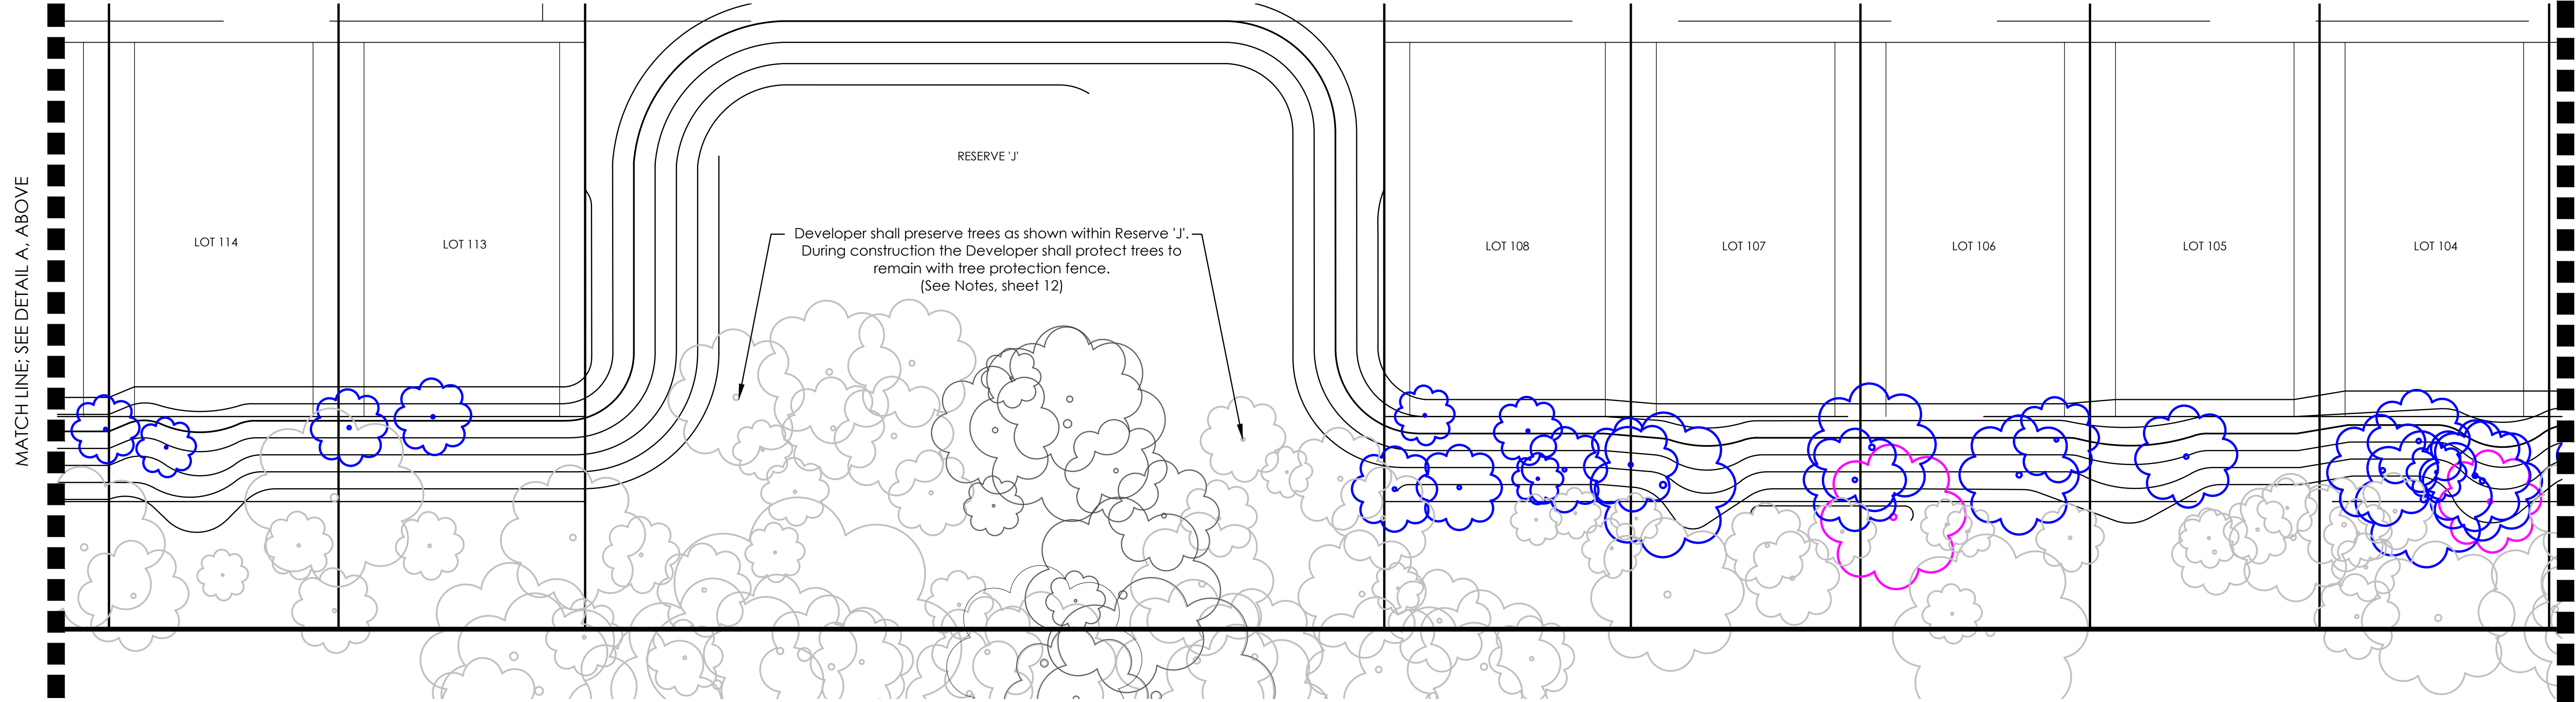 MATCH LINE; SEE DETAIL A, ABOVE
RESERVE 'J'
Developer shall preserve trees as shown within Reserve 'J'.
During construction the Developer shall protect trees to
remain with tree protection fence.
(See Notes, sheet 12)
LOT 114
LOT 113
LOT 108
LOT 107
LOT 106
LOT 105
LOT 104